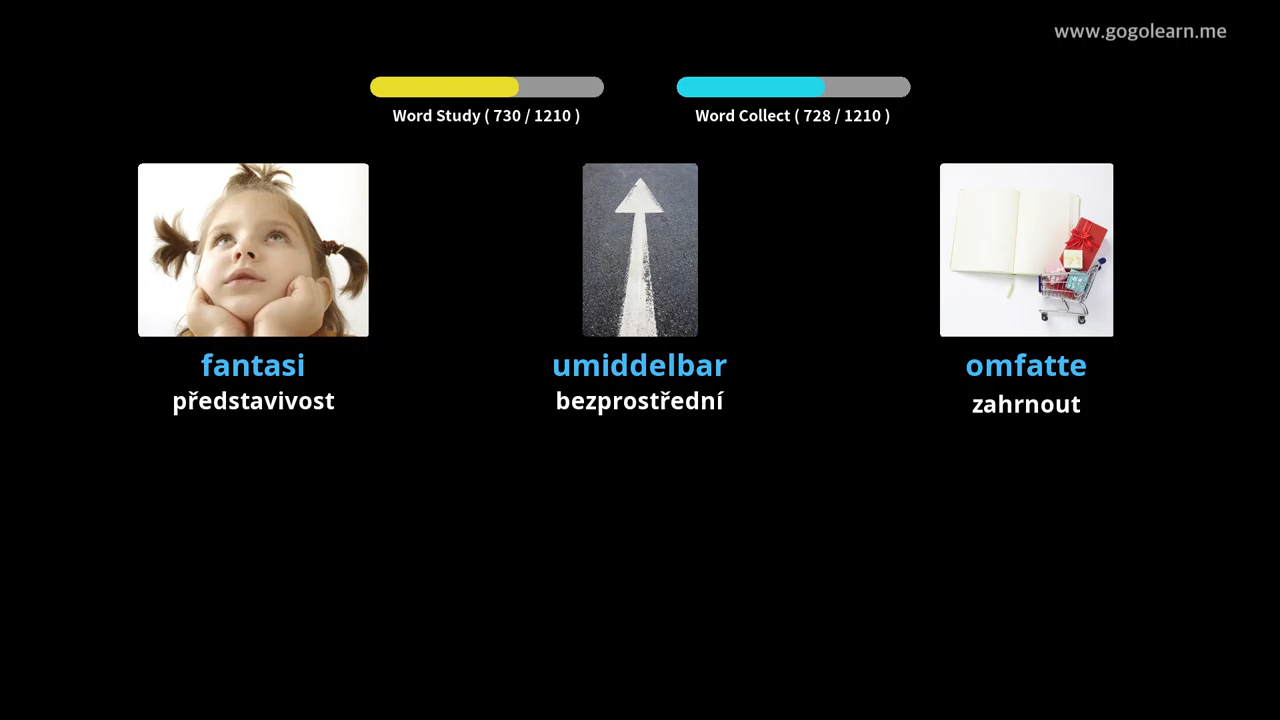 www.gogolearn.me
Word Study ( 730 / 1210 )
Word Collect ( 728 / 1210 )
fantasi
představivost
umiddelbar
bezprostřední
omfatte
zahrnout